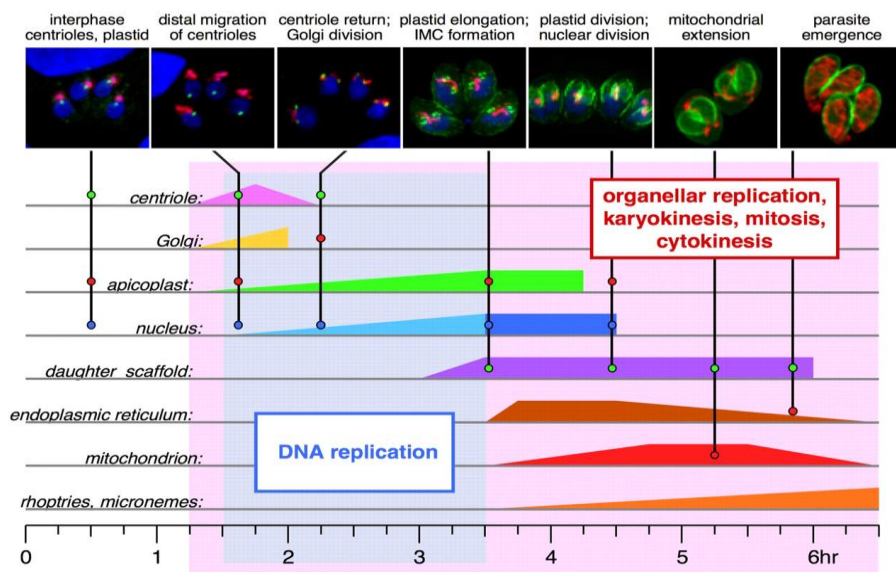 interphase
centrioles, plastid
distal migration
of centrioles
centriole return;
Golgi division
plastid elongation;
IMC formation
plastid division;
nuclear division
mitochondrial
extension
parasite
emergence
centriole:
Golgi:
apicoplast:
nucleus:
daughter scaffold:
endoplasmic reticulum:
mitochondrion:
rhoptries, micronemes:
organellar replication,
karyokinesis, mitosis,
cytokinesis
DNA replication
0 1 2 3 4 5 6hr